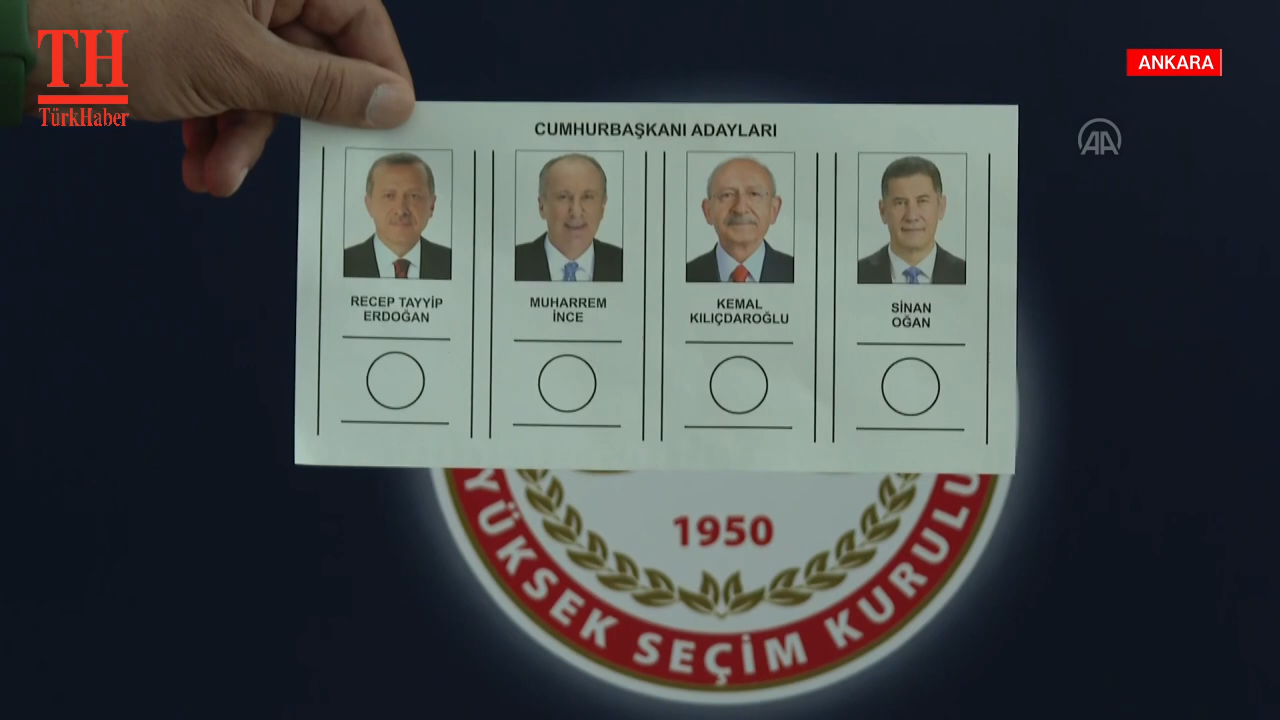 TH
TürkHaber
ANKARA
AA
CUMHURBAŞKANI ADAYLARI
RECEP TAYYİP
ERDOĞAN
MUHARREM
İNCE
KEMAL
KILIÇDAROĞLU
SİNAN
OĞAN
1950
YÜKSEK SEÇİM KURULU